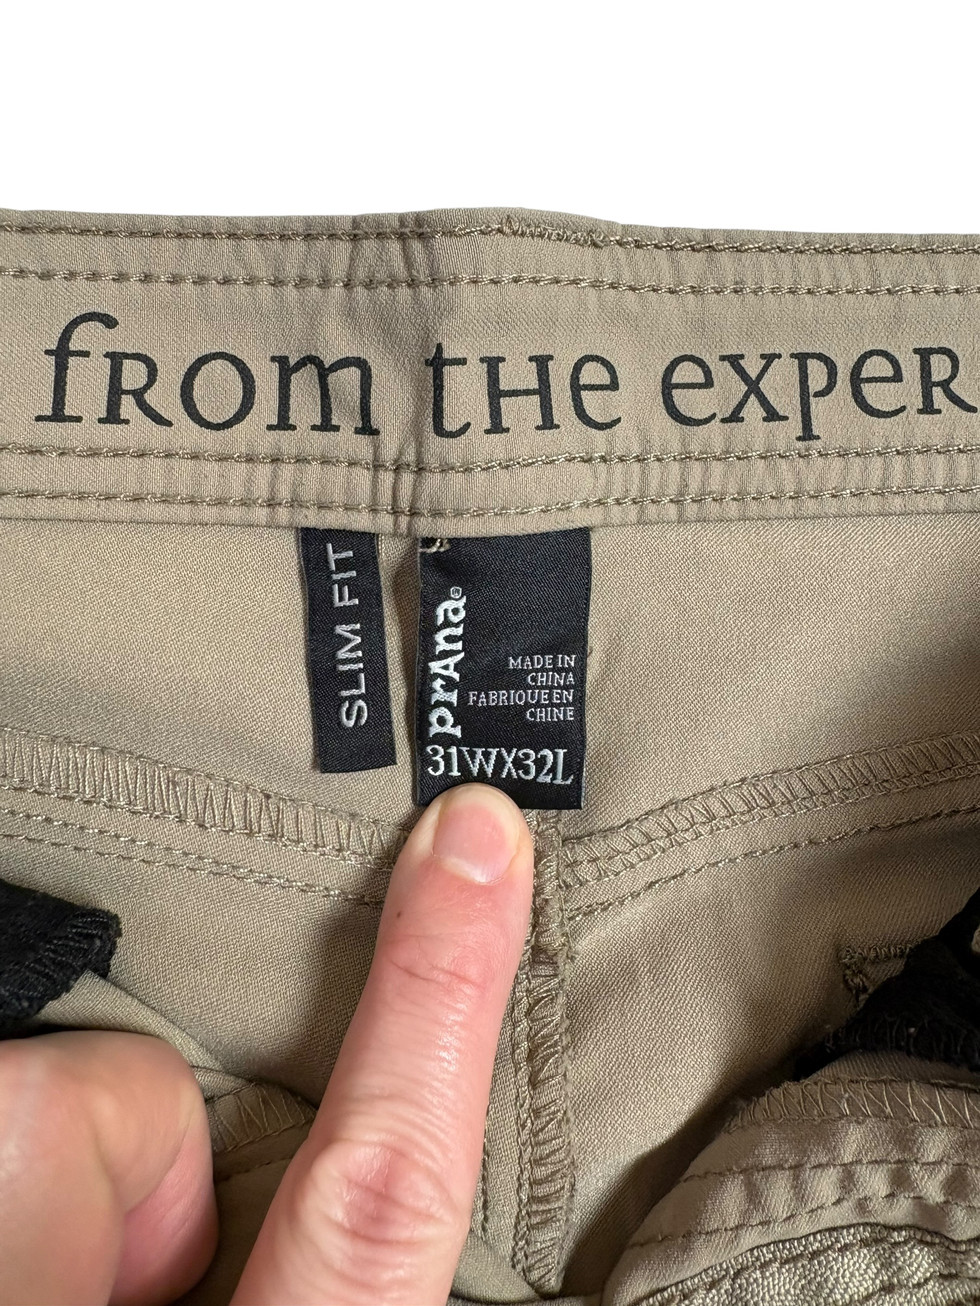 from the exper
SLIM FIT
prAna®
MADE IN
CHINA
FABRIQUE EN
CHINE
31WX32L